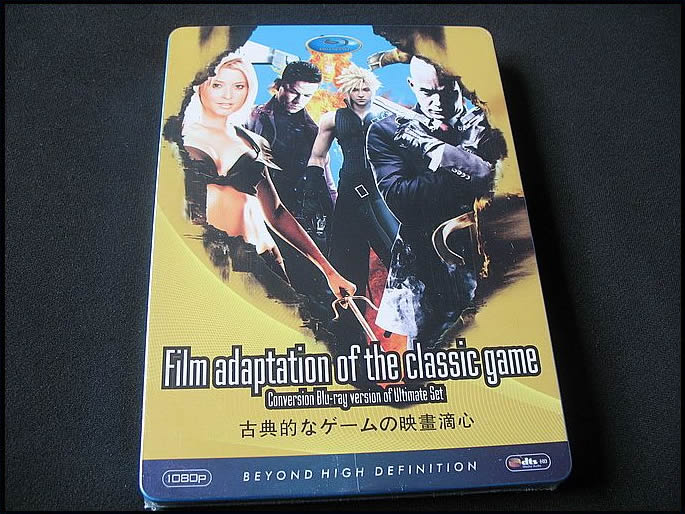 Film adaptation of the classic game
Conversion Blu-ray version of Ultimate Set
古典的なゲームの映畫滴心
1080p
BEYOND HIGH DEFINITION
dts HD